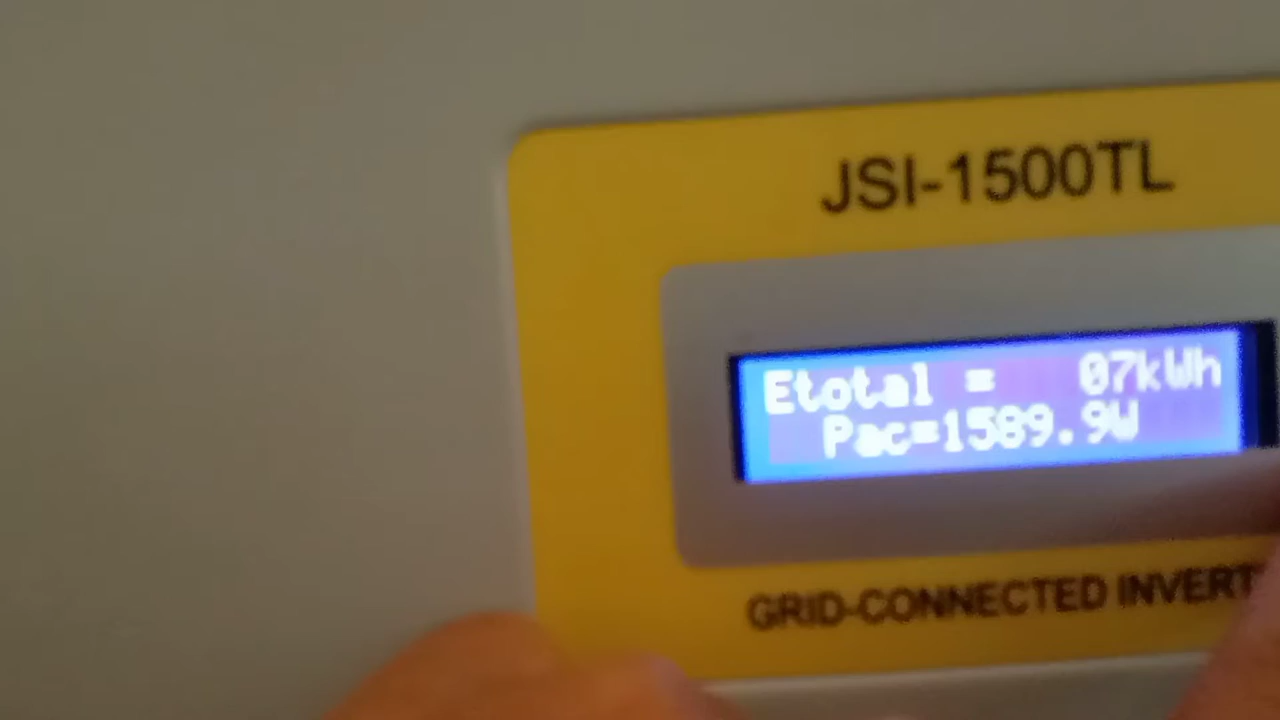 JSI-1500TL
Etotal = 07kWh
Pac=1589.9W
GRID-CONNECTED INVERT